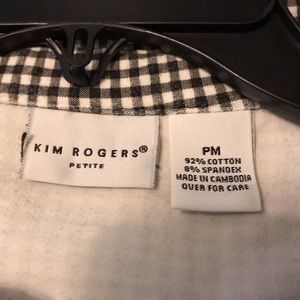 KIM ROGERS®
PETITE
PM
92% COTTON
8% SPANDEX
MADE IN CAMBODIA
OVER FOR CARE